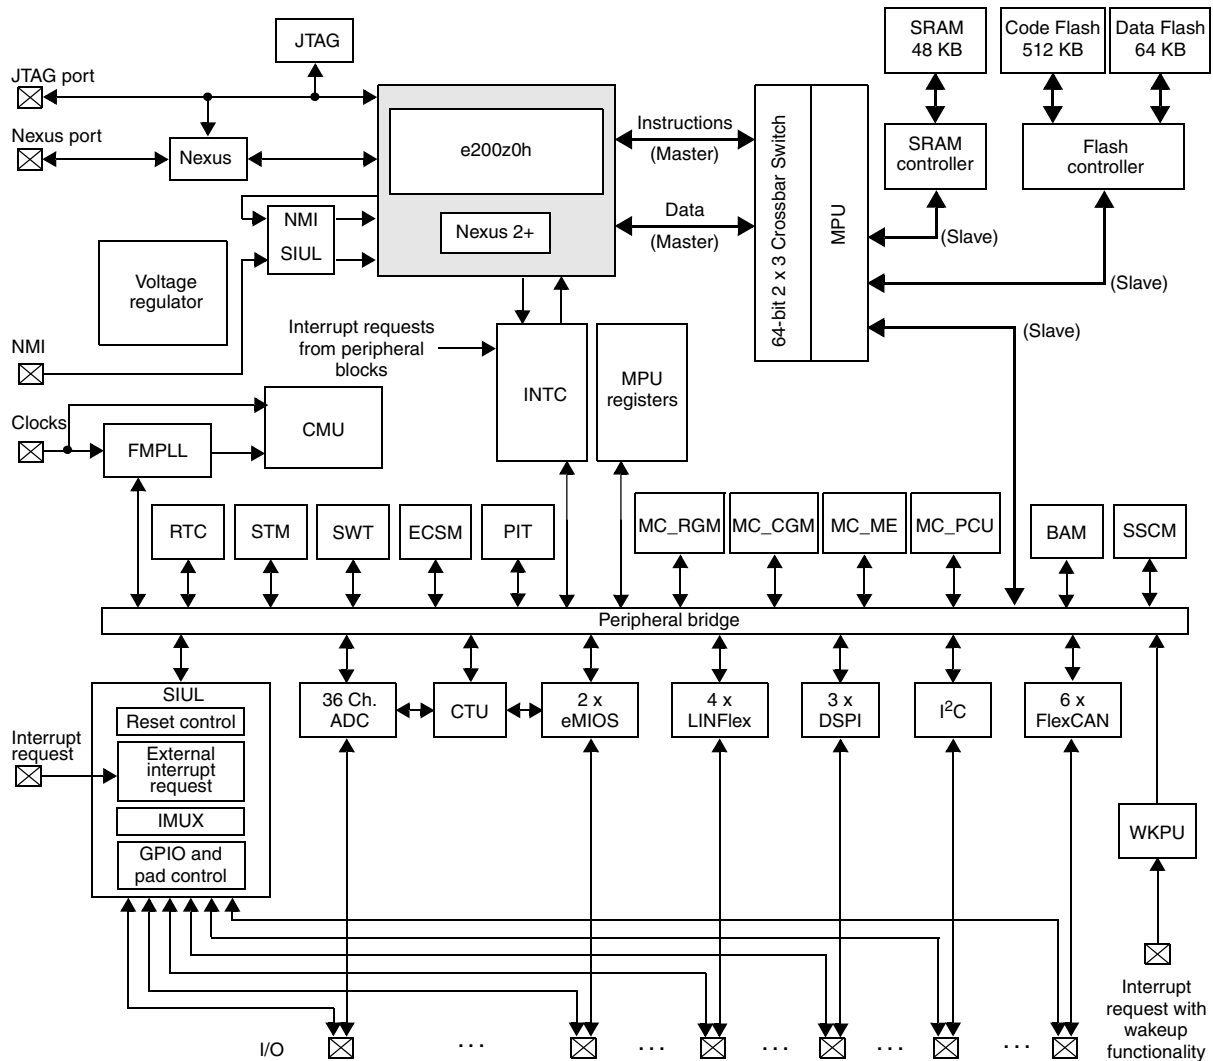 JTAG
SRAM
48 KB
Code Flash
512 KB
Data Flash
64 KB
JTAG port
Nexus port
Nexus
e200z0h
Nexus 2+
Instructions
(Master)
Data
(Master)
64-bit 2 x 3 Crossbar Switch
MPU
SRAM
controller
Flash
controller
(Slave)
(Slave)
(Slave)
NMI
SIUL
Voltage
regulator
NMI
Interrupt requests
from peripheral
blocks
INTC
MPU
registers
Clocks
FMPLL
CMU
RTC
STM
SWT
ECSM
PIT
MC_RGM
MC_CGM
MC_ME
MC_PCU
BAM
SSCM
Peripheral bridge
SIUL
Reset control
External
interrupt
request
IMUX
GPIO and
pad control
Interrupt
request
36 Ch.
ADC
CTU
2 x
eMIOS
4 x
LINFlex
3 x
DSPI
I²C
6 x
FlexCAN
WKPU
Interrupt
request with
wakeup
functionality
I/O
. . .
. . .
. . .
. . .
. . .